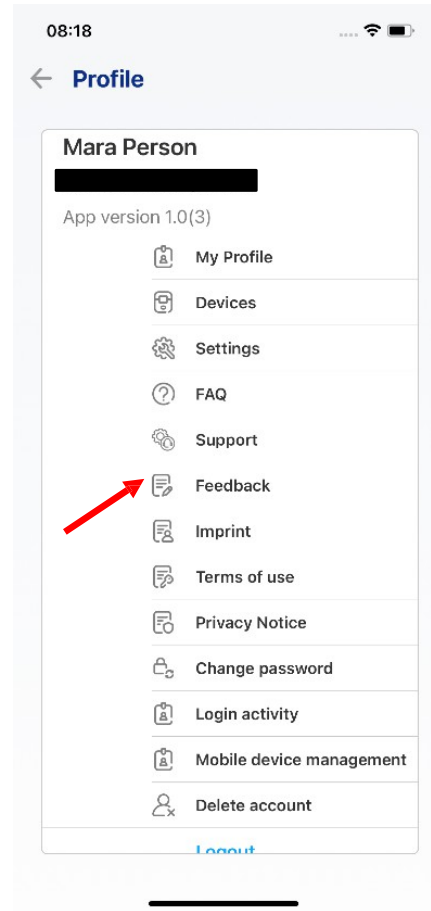 08:18
Profile
Mara Person
App version 1.0(3)
My Profile
Devices
Settings
FAQ
Support
Feedback
Imprint
Terms of use
Privacy Notice
Change password
Login activity
Mobile device management
Delete account
Logout